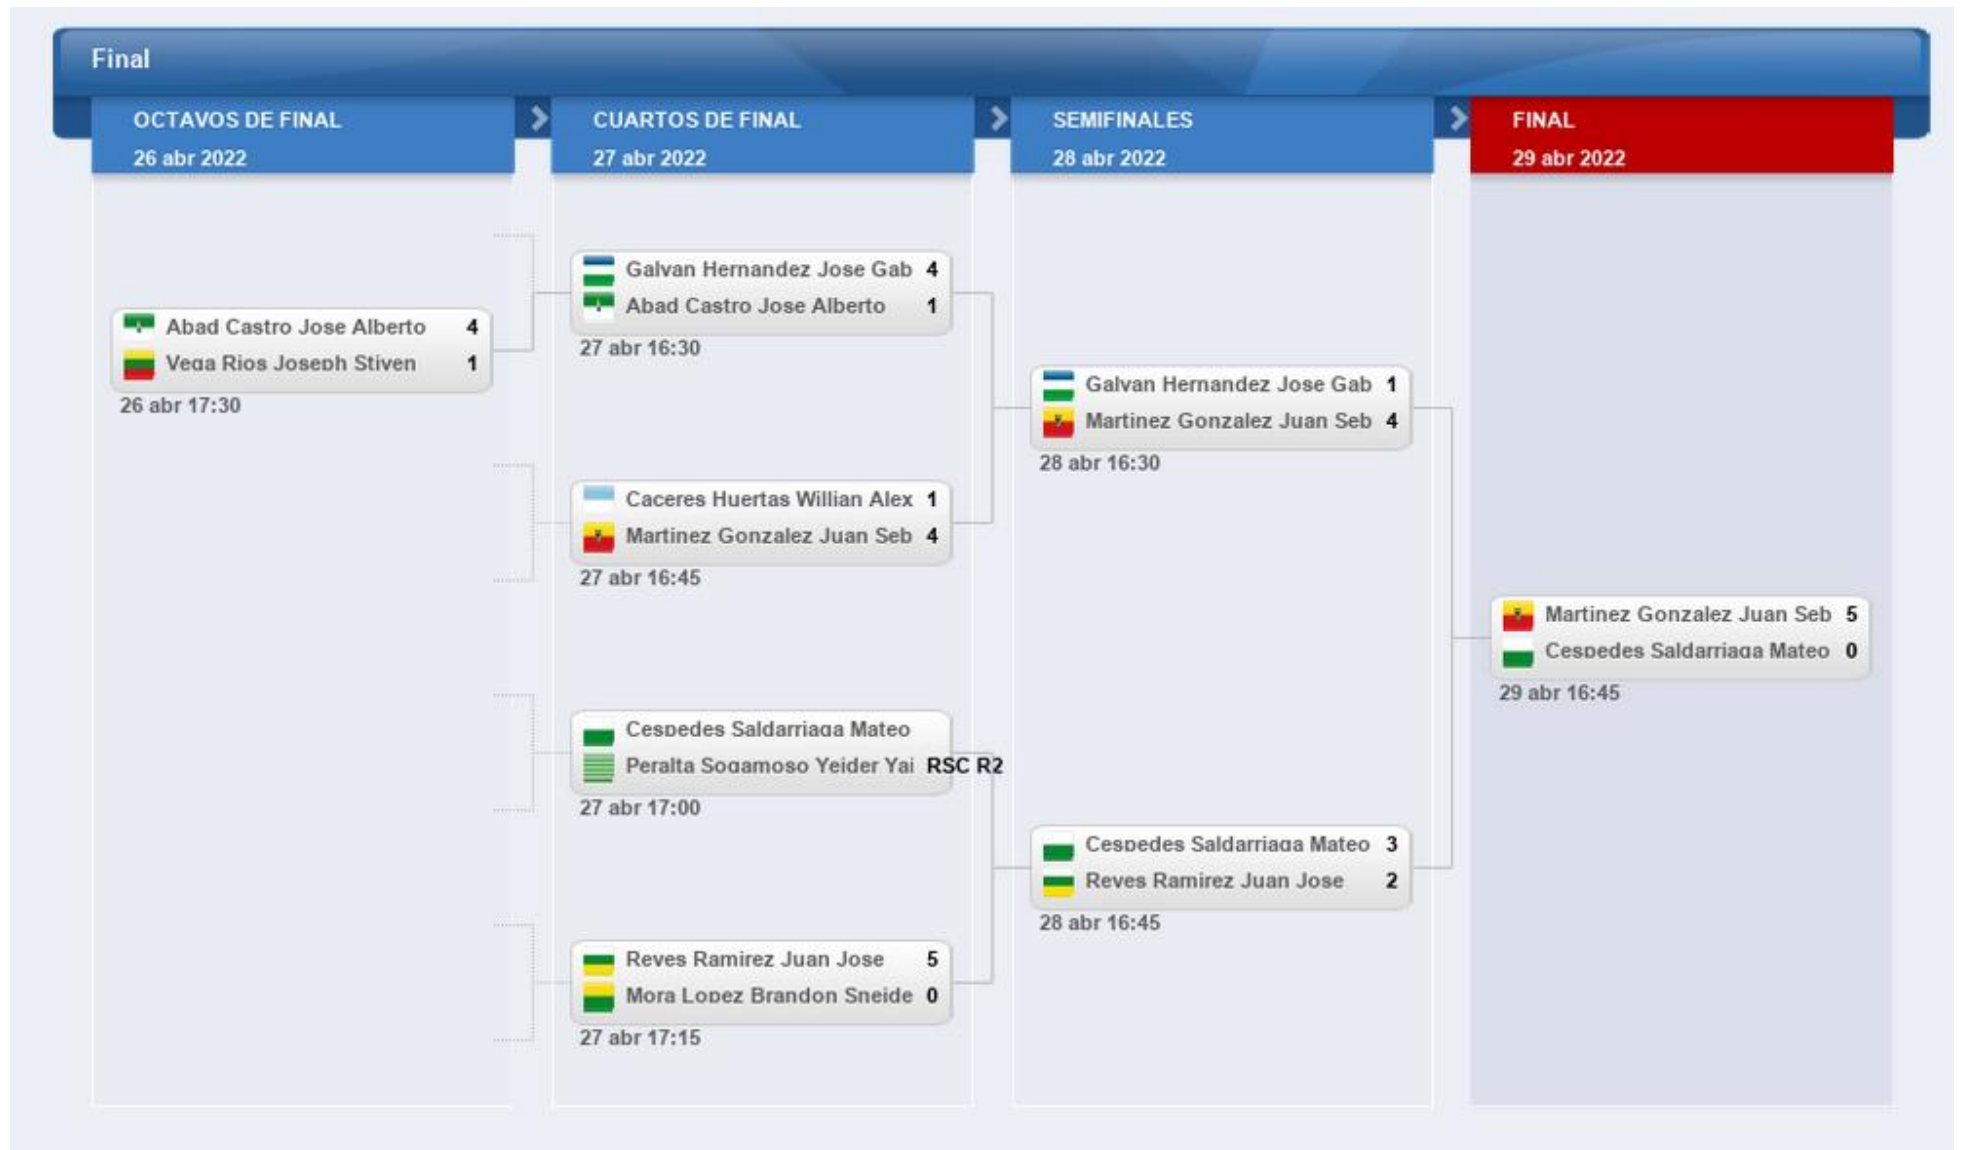 Final
OCTAVOS DE FINAL
26 abr 2022
CUARTOS DE FINAL
27 abr 2022
SEMIFINALES
28 abr 2022
FINAL
29 abr 2022
Abad Castro Jose Alberto 4
Vega Rios Joseph Stiven 1
26 abr 17:30
Galvan Hernandez Jose Gab 4
Abad Castro Jose Alberto 1
27 abr 16:30
Caceres Huertas Willian Alex 1
Martinez Gonzalez Juan Seb 4
27 abr 16:45
Cespedes Saldarriaga Mateo
Peralta Sogamoso Yeider Yai RSC R2
27 abr 17:00
Reyes Ramirez Juan Jose 5
Mora Lopez Brandon Sneide 0
27 abr 17:15
Galvan Hernandez Jose Gab 1
Martinez Gonzalez Juan Seb 4
28 abr 16:30
Cespedes Saldarriaga Mateo 3
Reyes Ramirez Juan Jose 2
28 abr 16:45
Martinez Gonzalez Juan Seb 5
Cespedes Saldarriaga Mateo 0
29 abr 16:45